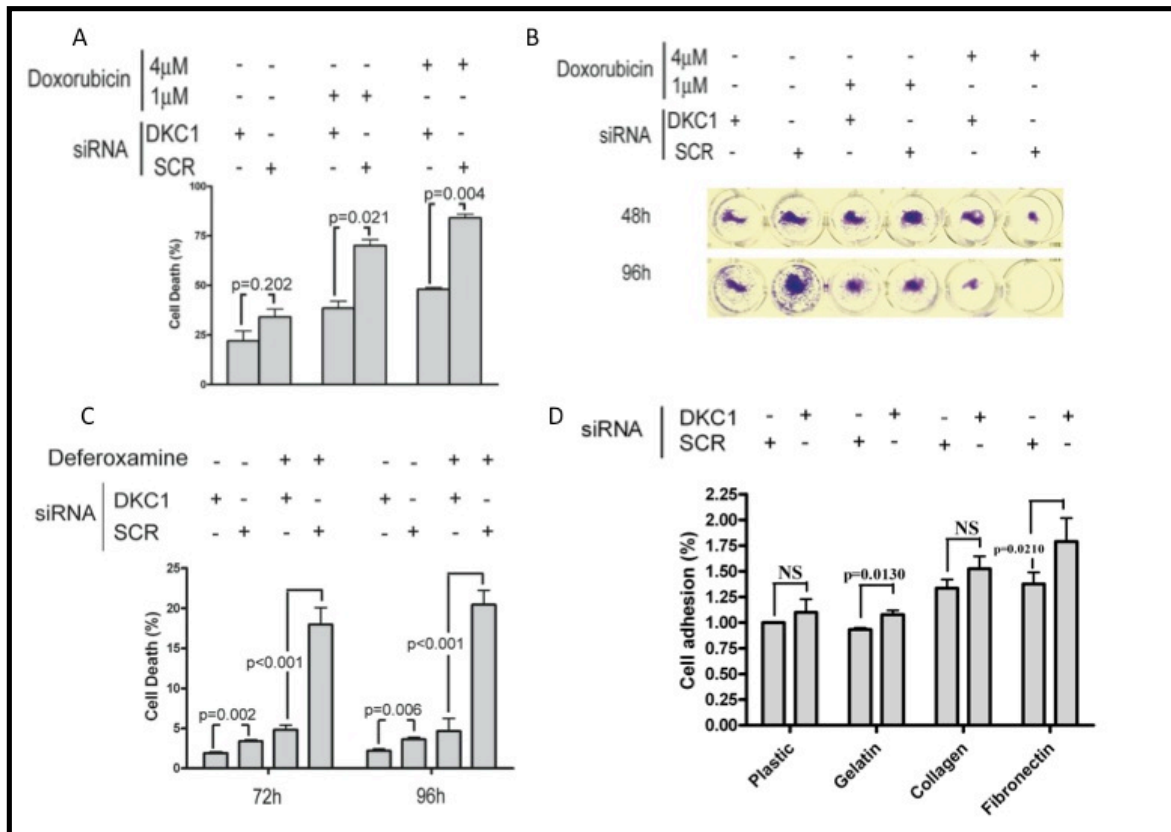 A
Doxorubicin
4μM - - - - + +
1μM - - + + - -
siRNA
DKC1 + - + - + -
SCR - + - + - +
100
75
50
25
0
Cell Death (%)
p=0.202
p=0.021
p=0.004
B
Doxorubicin
4μM - - - - + +
1μM - - + + - -
siRNA
DKC1 + - + - + -
SCR - + - + - +
48h
96h
C
Deferoxamine - - + + - - + +
siRNA
DKC1 + - + - + - + -
SCR - + - + - + - +
25
20
15
10
5
0
Cell Death (%)
p=0.002
p<0.001
p=0.006
p<0.001
72h
96h
D
siRNA
DKC1 - + - + - + - +
SCR + - + - + - + -
2.25
2.00
1.75
1.50
1.25
1.00
0.75
0.50
0.25
0.00
Cell adhesion (%)
NS
p=0.0130
NS
p=0.0210
Plastic
Gelatin
Collagen
Fibronectin